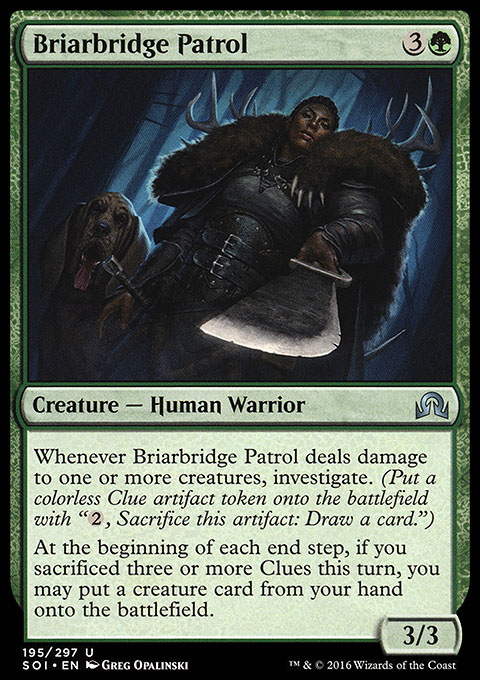 Briarbridge Patrol 3
Creature — Human Warrior
Whenever Briarbridge Patrol deals damage
to one or more creatures, investigate. (Put a
colorless Clue artifact token onto the battlefield
with “2, Sacrifice this artifact: Draw a card.”)
At the beginning of each end step, if you
sacrificed three or more Clues this turn, you
may put a creature card from your hand
onto the battlefield.
3/3
195/297 U
SOI • EN Greg Opalinski
™ & © 2016 Wizards of the Coast